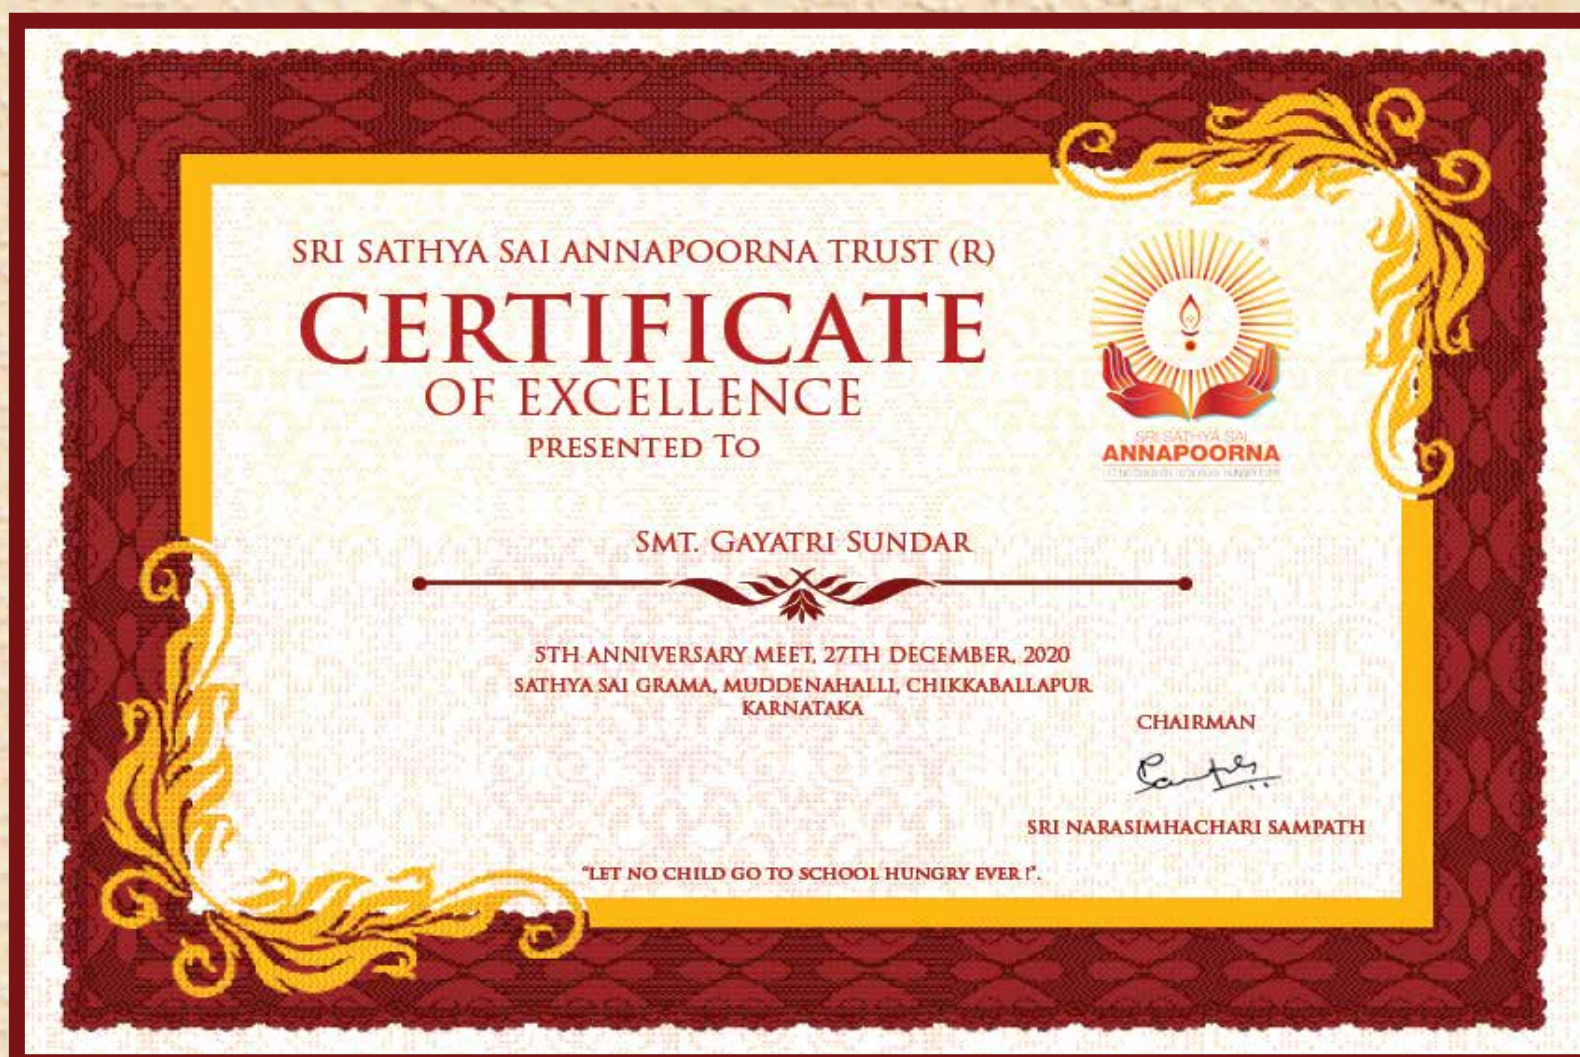 SRI SATHYA SAI ANNAPOORNA TRUST (R)
CERTIFICATE
OF EXCELLENCE
PRESENTED TO
SRI SATHYA SAI
ANNAPOORNA
SMT. GAYATRI SUNDAR
5TH ANNIVERSARY MEET, 27TH DECEMBER, 2020
SATHYA SAI GRAMA, MUDDENAHALLI, CHIKKABALLAPUR
KARNATAKA
CHAIRMAN
SRI NARASIMHACHARI SAMPATH
"LET NO CHILD GO TO SCHOOL HUNGRY EVER !".